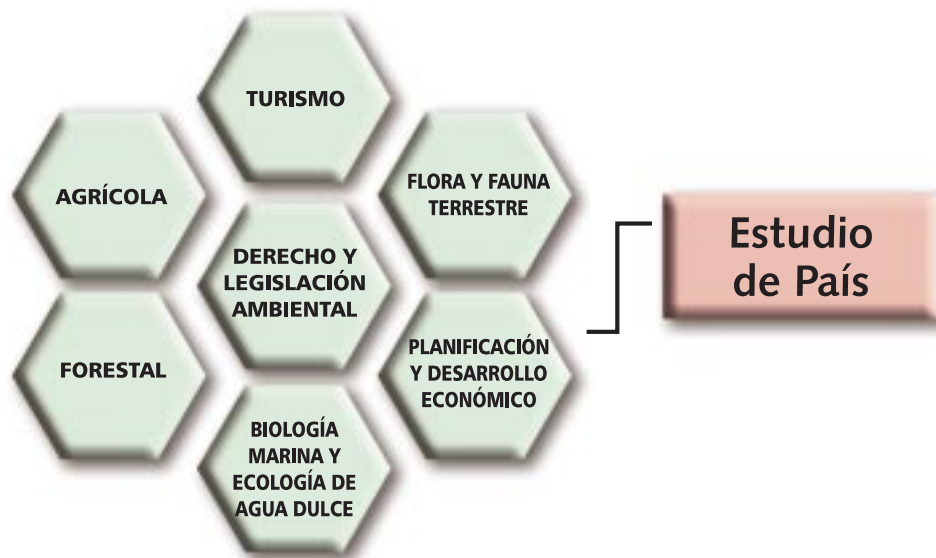 TURISMO
AGRÍCOLA
FLORA Y FAUNA
TERRESTRE
DERECHO Y
LEGISLACIÓN
AMBIENTAL
FORESTAL
PLANIFICACIÓN
Y DESARROLLO
ECONÓMICO
BIOLOGÍA
MARINA Y
ECOLOGÍA DE
AGUA DULCE
Estudio
de País